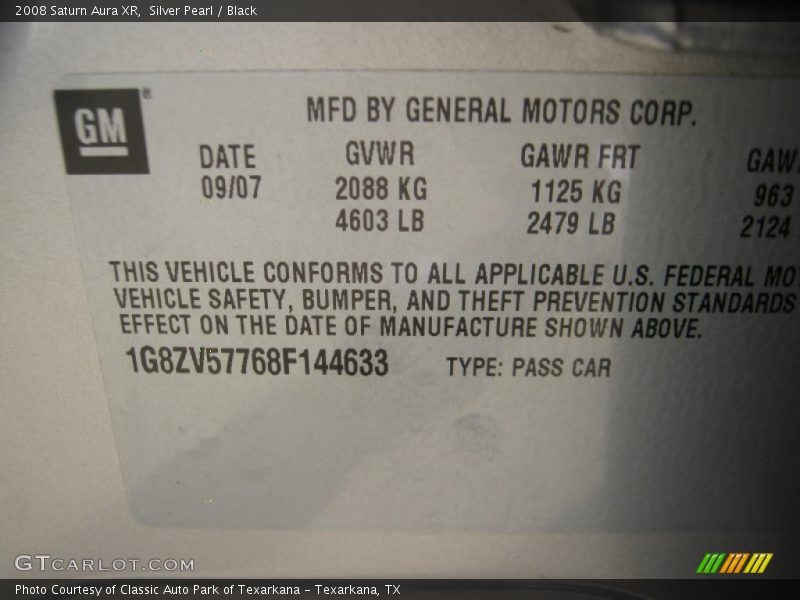 2008 Saturn Aura XR,  Silver Pearl / Black
GM®
MFD BY GENERAL MOTORS CORP.
DATE GVWR GAWR FRT GAW
09/07 2088 KG 1125 KG 963
4603 LB 2479 LB 2124
THIS VEHICLE CONFORMS TO ALL APPLICABLE U.S. FEDERAL MO
VEHICLE SAFETY, BUMPER, AND THEFT PREVENTION STANDARDS
EFFECT ON THE DATE OF MANUFACTURE SHOWN ABOVE.
1G8ZV57768F144633 TYPE: PASS CAR
GTCARLOT.COM
Photo Courtesy of Classic Auto Park of Texarkana – Texarkana, TX